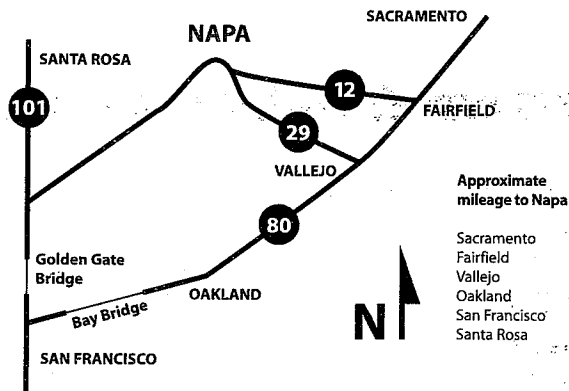 SACRAMENTO
NAPA
SANTA ROSA
101
12
FAIRFIELD
29
VALLEJO
Approximate
mileage to Napa
80
Sacramento
Fairfield
Vallejo
Oakland
San Francisco
Santa Rosa
Golden Gate
Bridge
OAKLAND
Bay Bridge
N
SAN FRANCISCO